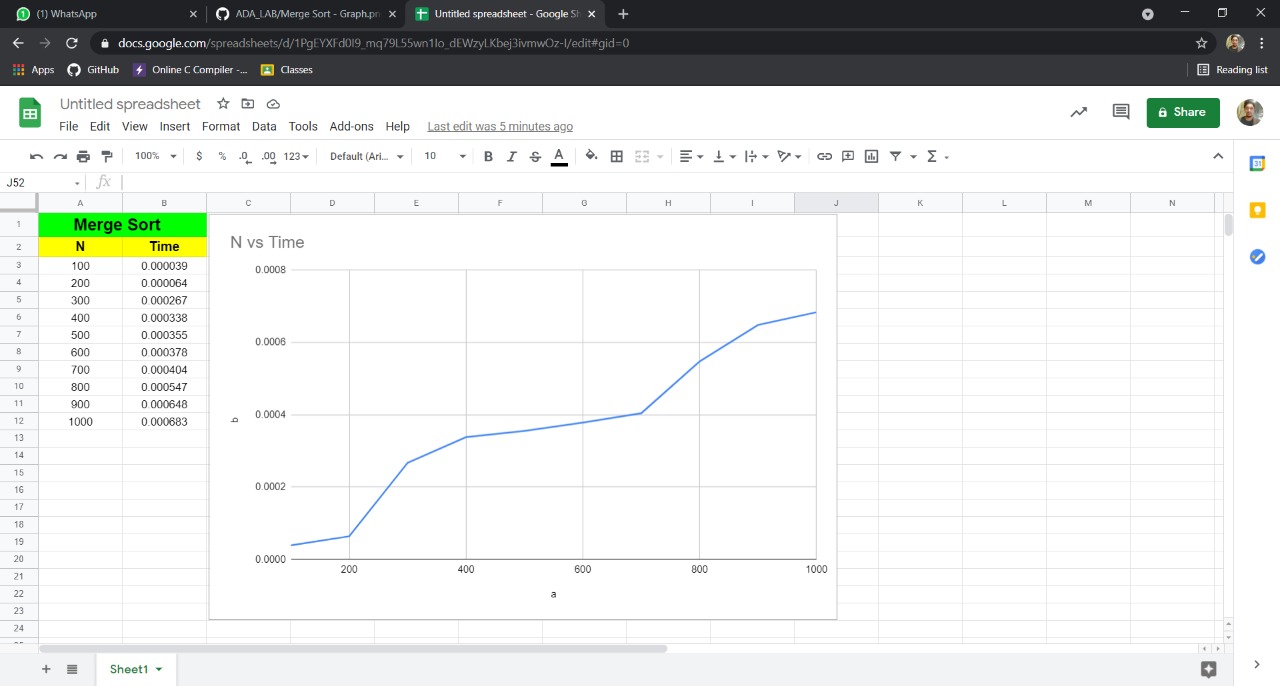 (1) WhatsApp
ADA_LAB/Merge Sort - Graph.pn
Untitled spreadsheet - Google Sh
docs.google.com/spreadsheets/d/1PgEYXFd0I9_mq79L55wn1Io_dEWzyLKbej3ivmwOz-I/edit#gid=0
Apps GitHub Online C Compiler -... Classes Reading list
Untitled spreadsheet
File Edit View Insert Format Data Tools Add-ons Help Last edit was 5 minutes ago
Share
100% $ % .0 .00 123 Default (Ari... 10 B I S A Σ
31
J52 fx
A B C D E F G H I J K L M N
1 Merge Sort
2 N Time
3 100 0.000039
4 200 0.000064
5 300 0.000267
6 400 0.000338
7 500 0.000355
8 600 0.000378
9 700 0.000404
10 800 0.000547
11 900 0.000648
12 1000 0.000683
13
14
15
16
17
18
19
20
21
22
23
24
N vs Time
0.0008
0.0006
0.0004
0.0002
0.0000
b
200 400 600 800 1000
a
Sheet1